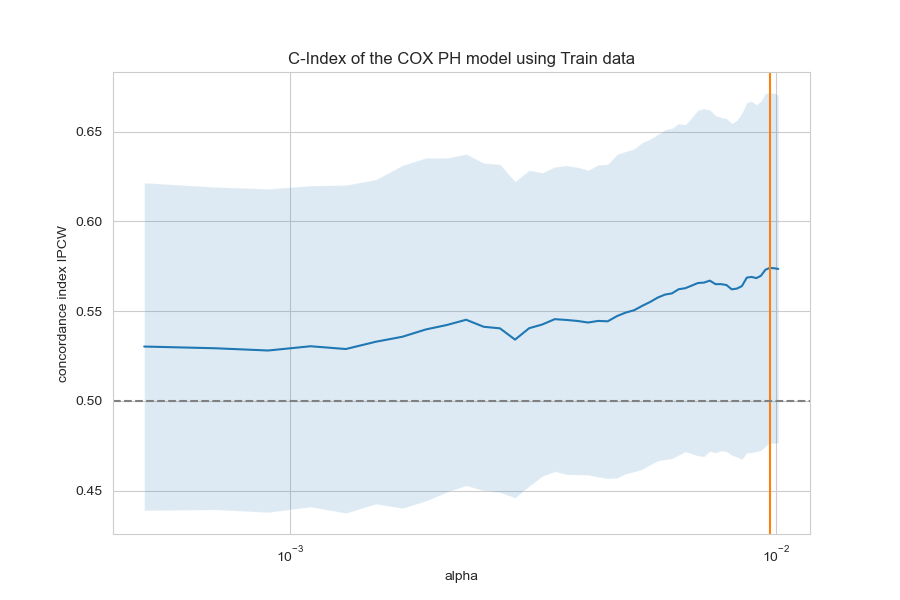 C-Index of the COX PH model using Train data
concordance index IPCW
0.65
0.60
0.55
0.50
0.45
10⁻³
10⁻²
alpha